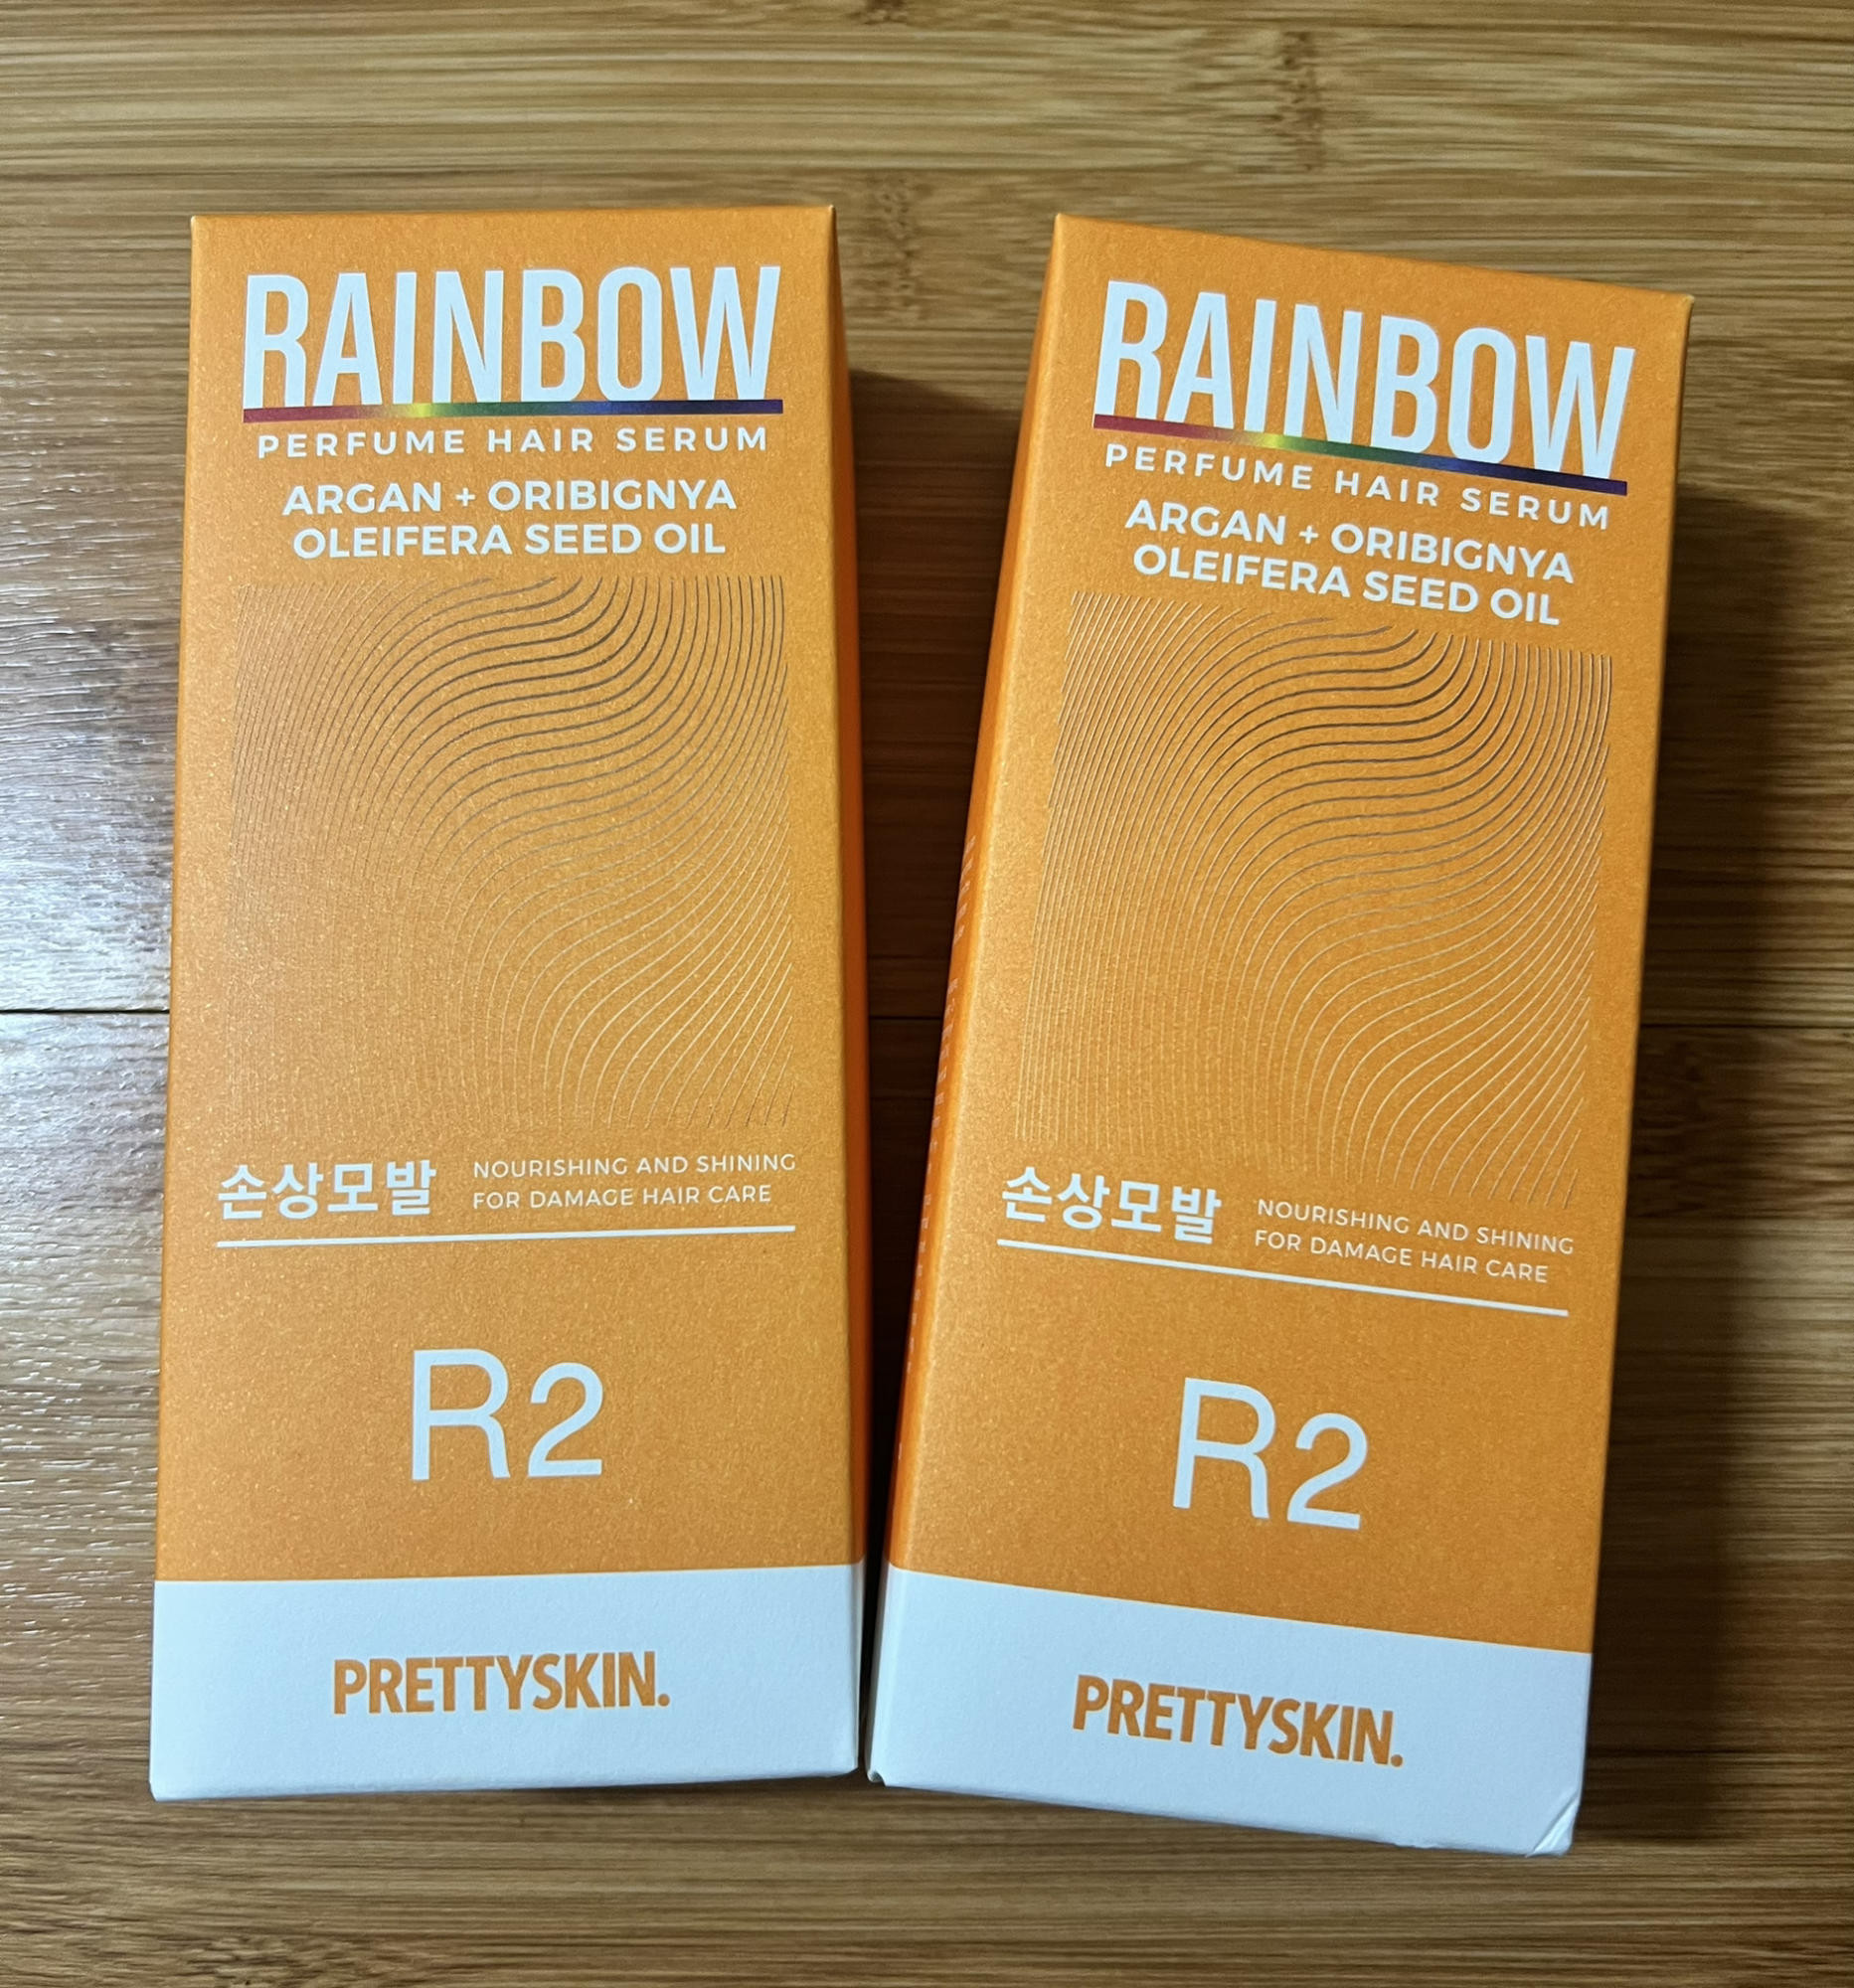 RAINBOW
PERFUME HAIR SERUM
ARGAN + ORIBIGNYA
OLEIFERA SEED OIL
손상모발
NOURISHING AND SHINING
FOR DAMAGE HAIR CARE
R2
PRETTYSKIN.
RAINBOW
PERFUME HAIR SERUM
ARGAN + ORIBIGNYA
OLEIFERA SEED OIL
손상모발
NOURISHING AND SHINING
FOR DAMAGE HAIR CARE
R2
PRETTYSKIN.